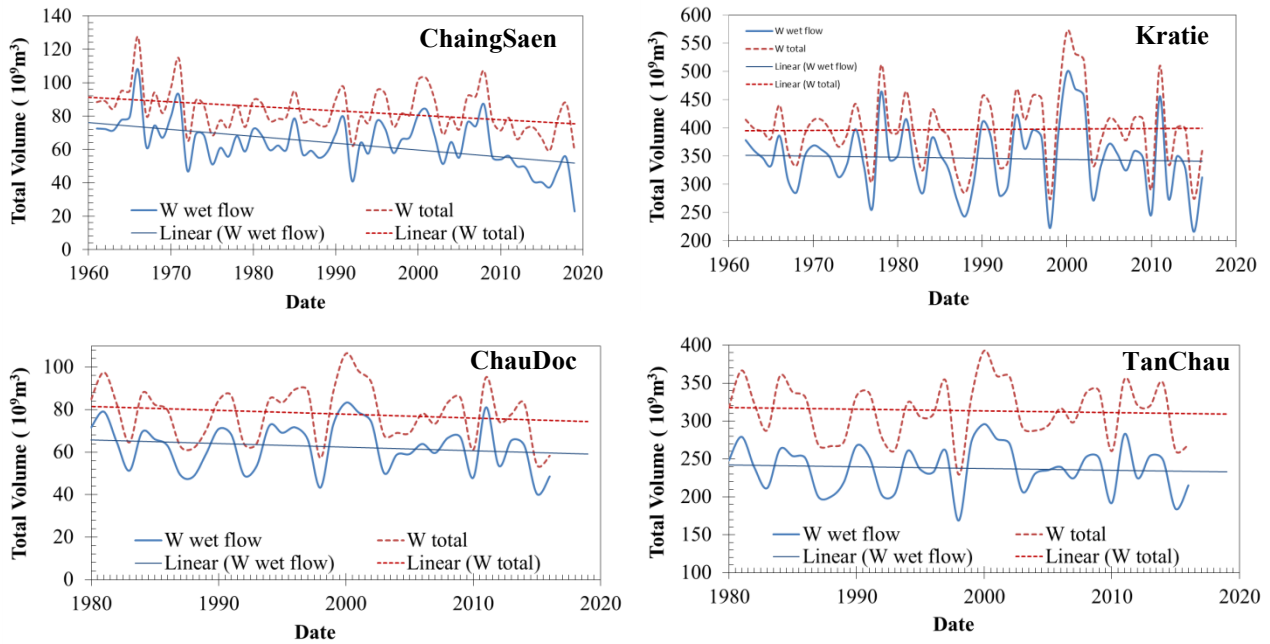 ChaingSaen
Total Volume ( 10⁹m³)
140
120
100
80
60
40
20
0
W wet flow
W total
Linear (W wet flow)
Linear (W total)
1960 1970 1980 1990 2000 2010 2020
Date
Kratie
Total Volume ( 10⁹m³)
600
550
500
450
400
350
300
250
200
W wet flow
W total
Linear (W wet flow)
Linear (W total)
1960 1970 1980 1990 2000 2010 2020
Date
ChauDoc
Total Volume ( 10⁹m³)
100
80
60
40
20
0
W wet flow
W total
Linear (W wet flow)
Linear (W total)
1980 1990 2000 2010 2020
Date
TanChau
Total Volume ( 10⁹m³)
400
350
300
250
200
150
100
W wet flow
W total
Linear (W wet flow)
Linear (W total)
1980 1990 2000 2010 2020
Date